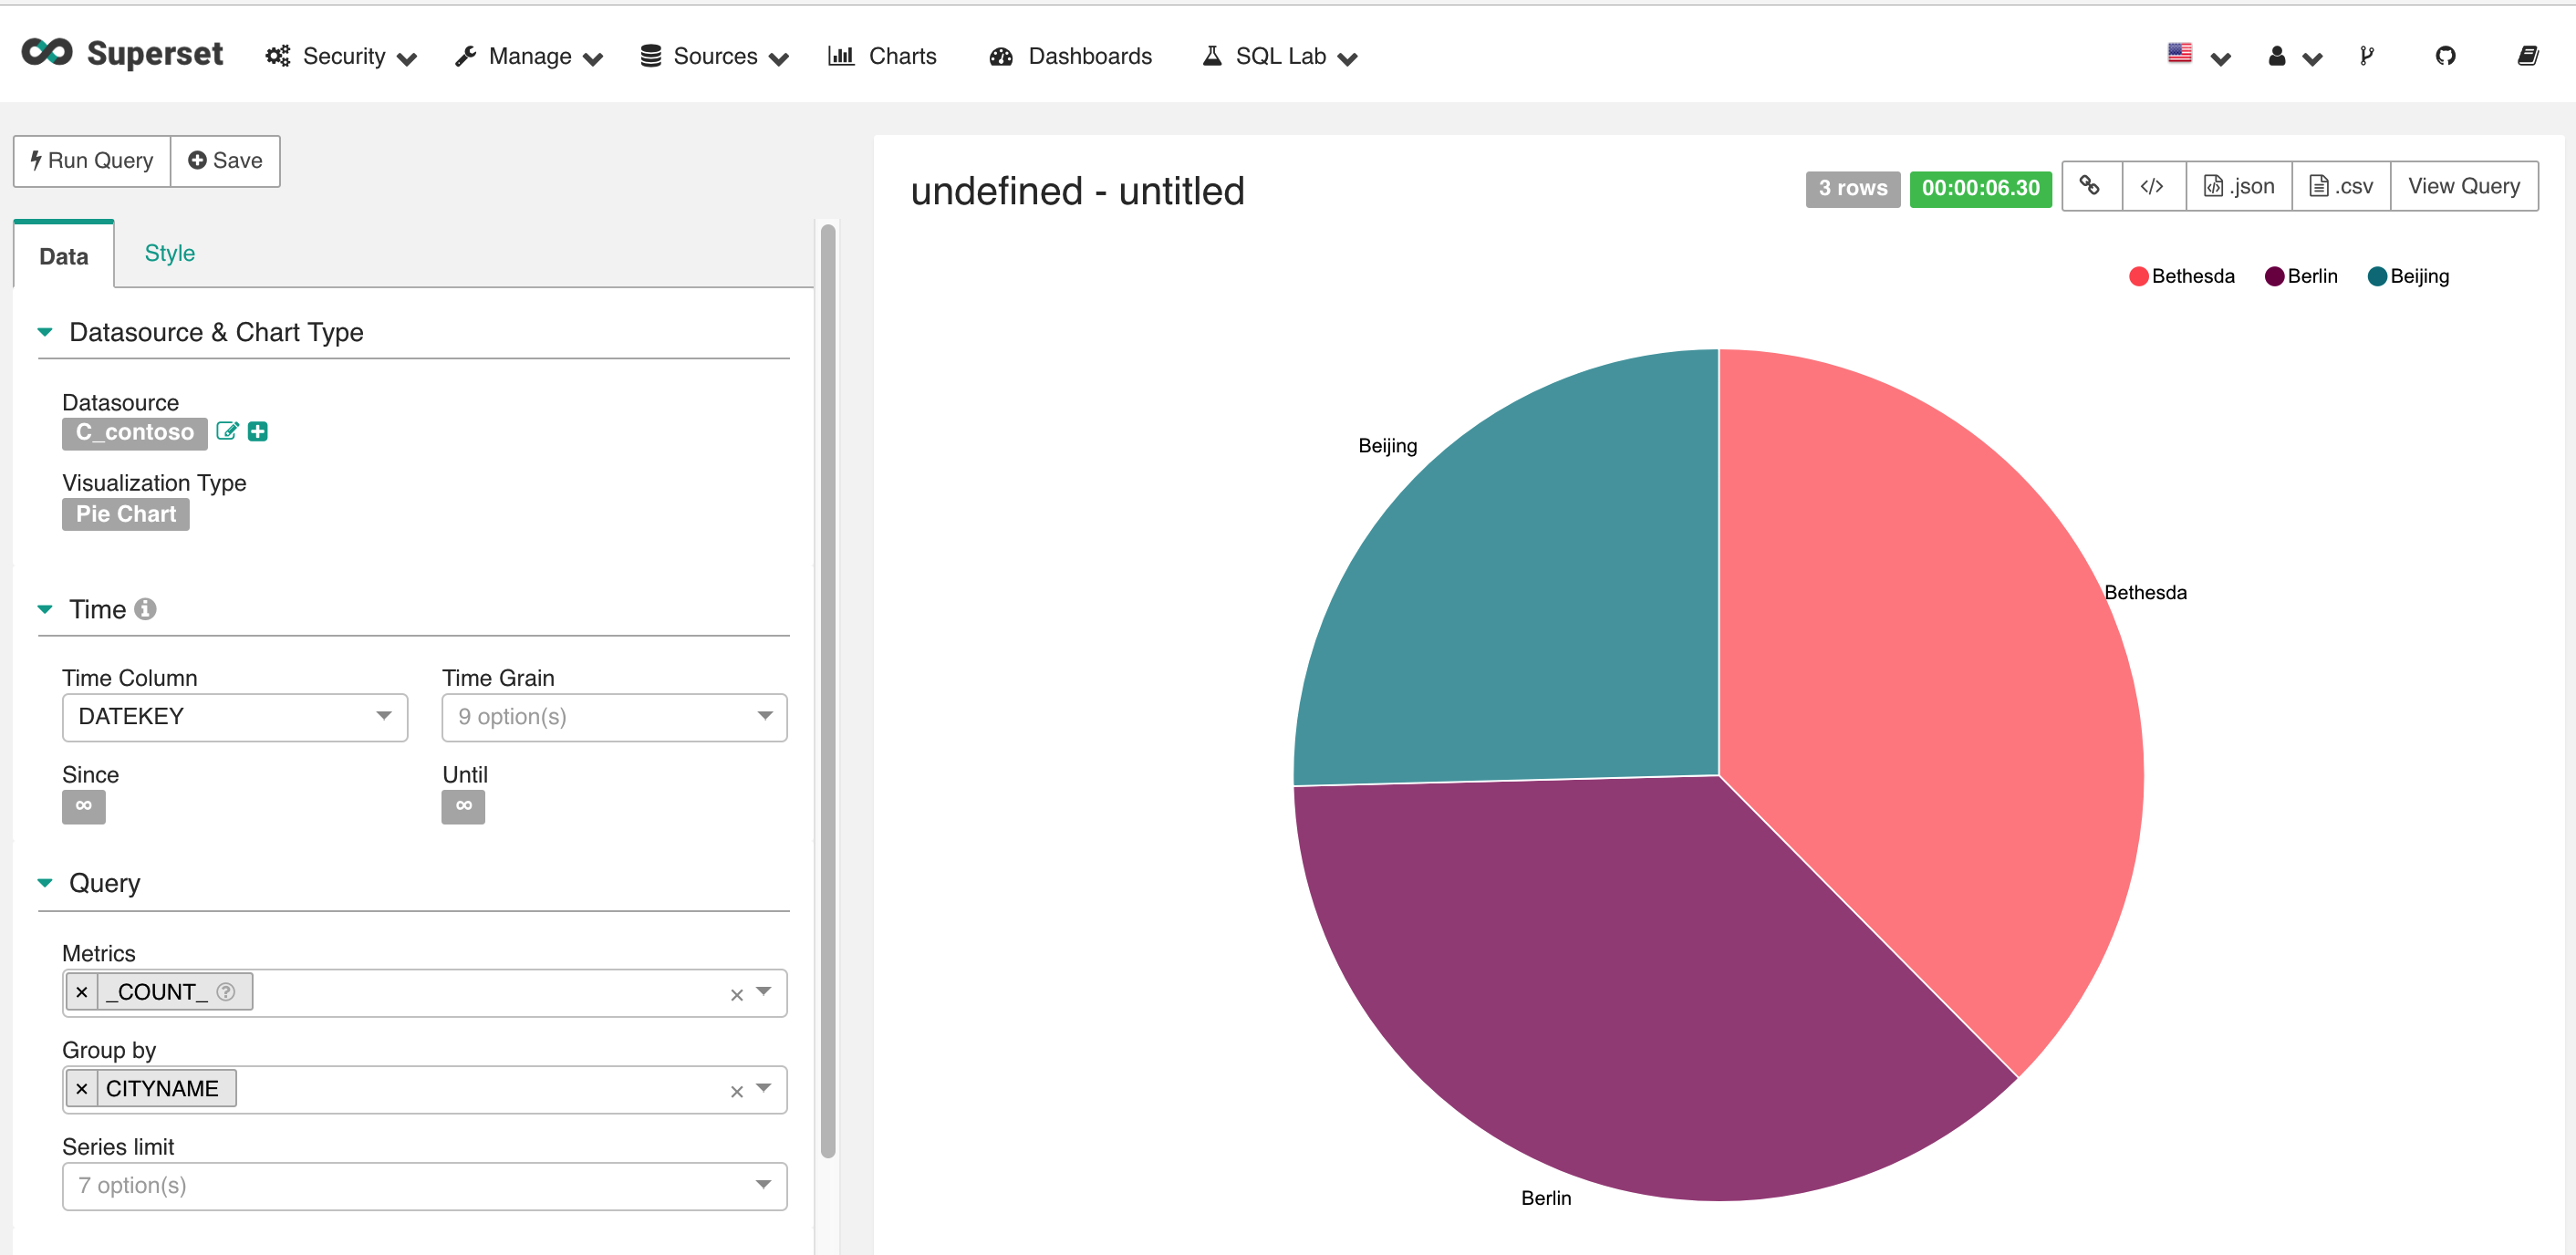 Superset Security Manage Sources Charts Dashboards SQL Lab
Run Query Save
Data Style
Datasource & Chart Type
Datasource
C_contoso
Visualization Type
Pie Chart
Time
Time Column Time Grain
DATEKEY 9 option(s)
Since Until
∞ ∞
Query
Metrics
× _COUNT_ ? ×
Group by
× CITYNAME ×
Series limit
7 option(s)
undefined - untitled
3 rows 00:00:06.30 </> .json .csv View Query
Bethesda Berlin Beijing
Beijing
Bethesda
Berlin